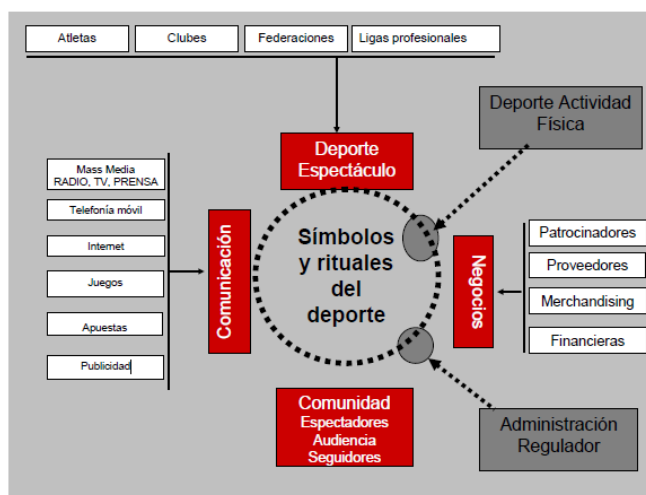 Atletas
Clubes
Federaciones
Ligas profesionales
Deporte Actividad
Física
Deporte
Espectáculo
Mass Media
RADIO, TV, PRENSA
Telefonía móvil
Internet
Juegos
Apuestas
Publicidad
Comunicación
Símbolos
y rituales
del
deporte
Negocios
Patrocinadores
Proveedores
Merchandising
Financieras
Comunidad
Espectadores
Audiencia
Seguidores
Administración
Regulador